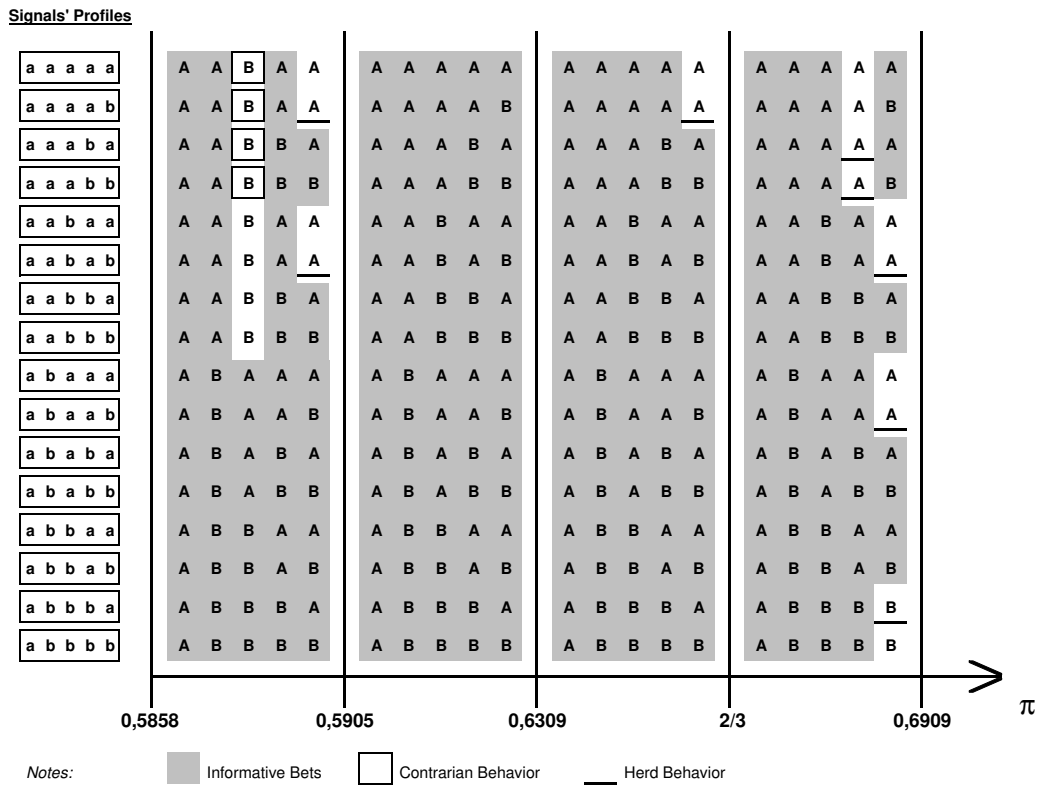 Signals' Profiles
a a a a a A A B A A A A A A A A A A A A A A A A A
a a a a b A A B A A A A A A B A A A A A A A A A B
a a a b a A A B B A A A A B A A A A B A A A A A A
a a a b b A A B B B A A A B B A A A B B A A A A B
a a b a a A A B A A A A B A A A A B A A A A B A A
a a b a b A A B A A A A B A B A A B A B A A B A A
a a b b a A A B B A A A B B A A A B B A A A B B A
a a b b b A A B B B A A B B B A A B B B A A B B B
a b a a a A B A A A A B A A A A B A A A A B A A A
a b a a b A B A A B A B A A B A B A A B A B A A A
a b a b a A B A B A A B A B A A B A B A A B A B A
a b a b b A B A B B A B A B B A B A B B A B A B B
a b b a a A B B A A A B B A A A B B A A A B B A A
a b b a b A B B A B A B B A B A B B A B A B B A B
a b b b a A B B B A A B B B A A B B B A A B B B B
a b b b b A B B B B A B B B B A B B B B A B B B B
π
0,5858 0,5905 0,6309 2/3 0,6909
Notes: Informative Bets Contrarian Behavior Herd Behavior